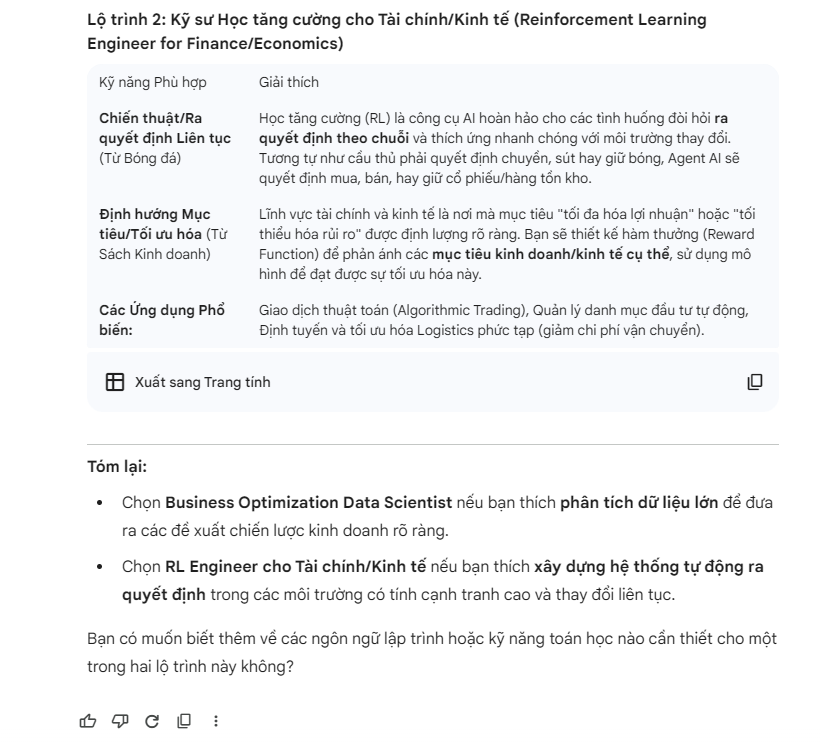 Lộ trình 2: Kỹ sư Học tăng cường cho Tài chính/Kinh tế (Reinforcement Learning
Engineer for Finance/Economics)
Kỹ năng Phù hợp
Giải thích
Chiến thuật/Ra
quyết định Liên tục
(Từ Bóng đá)
Học tăng cường (RL) là công cụ AI hoàn hảo cho các tình huống đòi hỏi ra
quyết định theo chuỗi và thích ứng nhanh chóng với môi trường thay đổi.
Tương tự như cầu thủ phải quyết định chuyền, sút hay giữ bóng, Agent AI sẽ
quyết định mua, bán, hay giữ cổ phiếu/hàng tồn kho.
Định hướng Mục
tiêu/Tối ưu hóa (Từ
Sách Kinh doanh)
Lĩnh vực tài chính và kinh tế là nơi mà mục tiêu "tối đa hóa lợi nhuận" hoặc "tối
thiểu hóa rủi ro" được định lượng rõ ràng. Bạn sẽ thiết kế hàm thưởng (Reward
Function) để phản ánh các mục tiêu kinh doanh/kinh tế cụ thể, sử dụng mô
hình để đạt được sự tối ưu hóa này.
Các Ứng dụng Phổ
biến:
Giao dịch thuật toán (Algorithmic Trading), Quản lý danh mục đầu tư tự động,
Định tuyến và tối ưu hóa Logistics phức tạp (giảm chi phí vận chuyển).
Xuất sang Trang tính
Tóm lại:
• Chọn Business Optimization Data Scientist nếu bạn thích phân tích dữ liệu lớn để đưa
ra các đề xuất chiến lược kinh doanh rõ ràng.
• Chọn RL Engineer cho Tài chính/Kinh tế nếu bạn thích xây dựng hệ thống tự động ra
quyết định trong các môi trường có tính cạnh tranh cao và thay đổi liên tục.
Bạn có muốn biết thêm về các ngôn ngữ lập trình hoặc kỹ năng toán học nào cần thiết cho một
trong hai lộ trình này không?